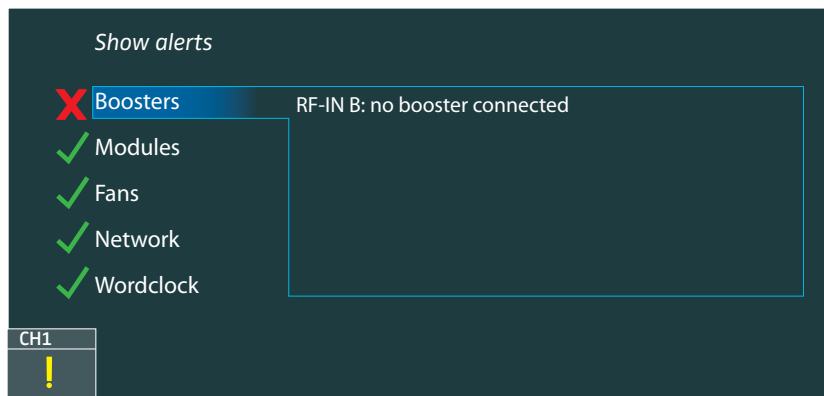 Show alerts
Boosters
RF-IN B: no booster connected
Modules
Fans
Network
Wordclock
CH1
!